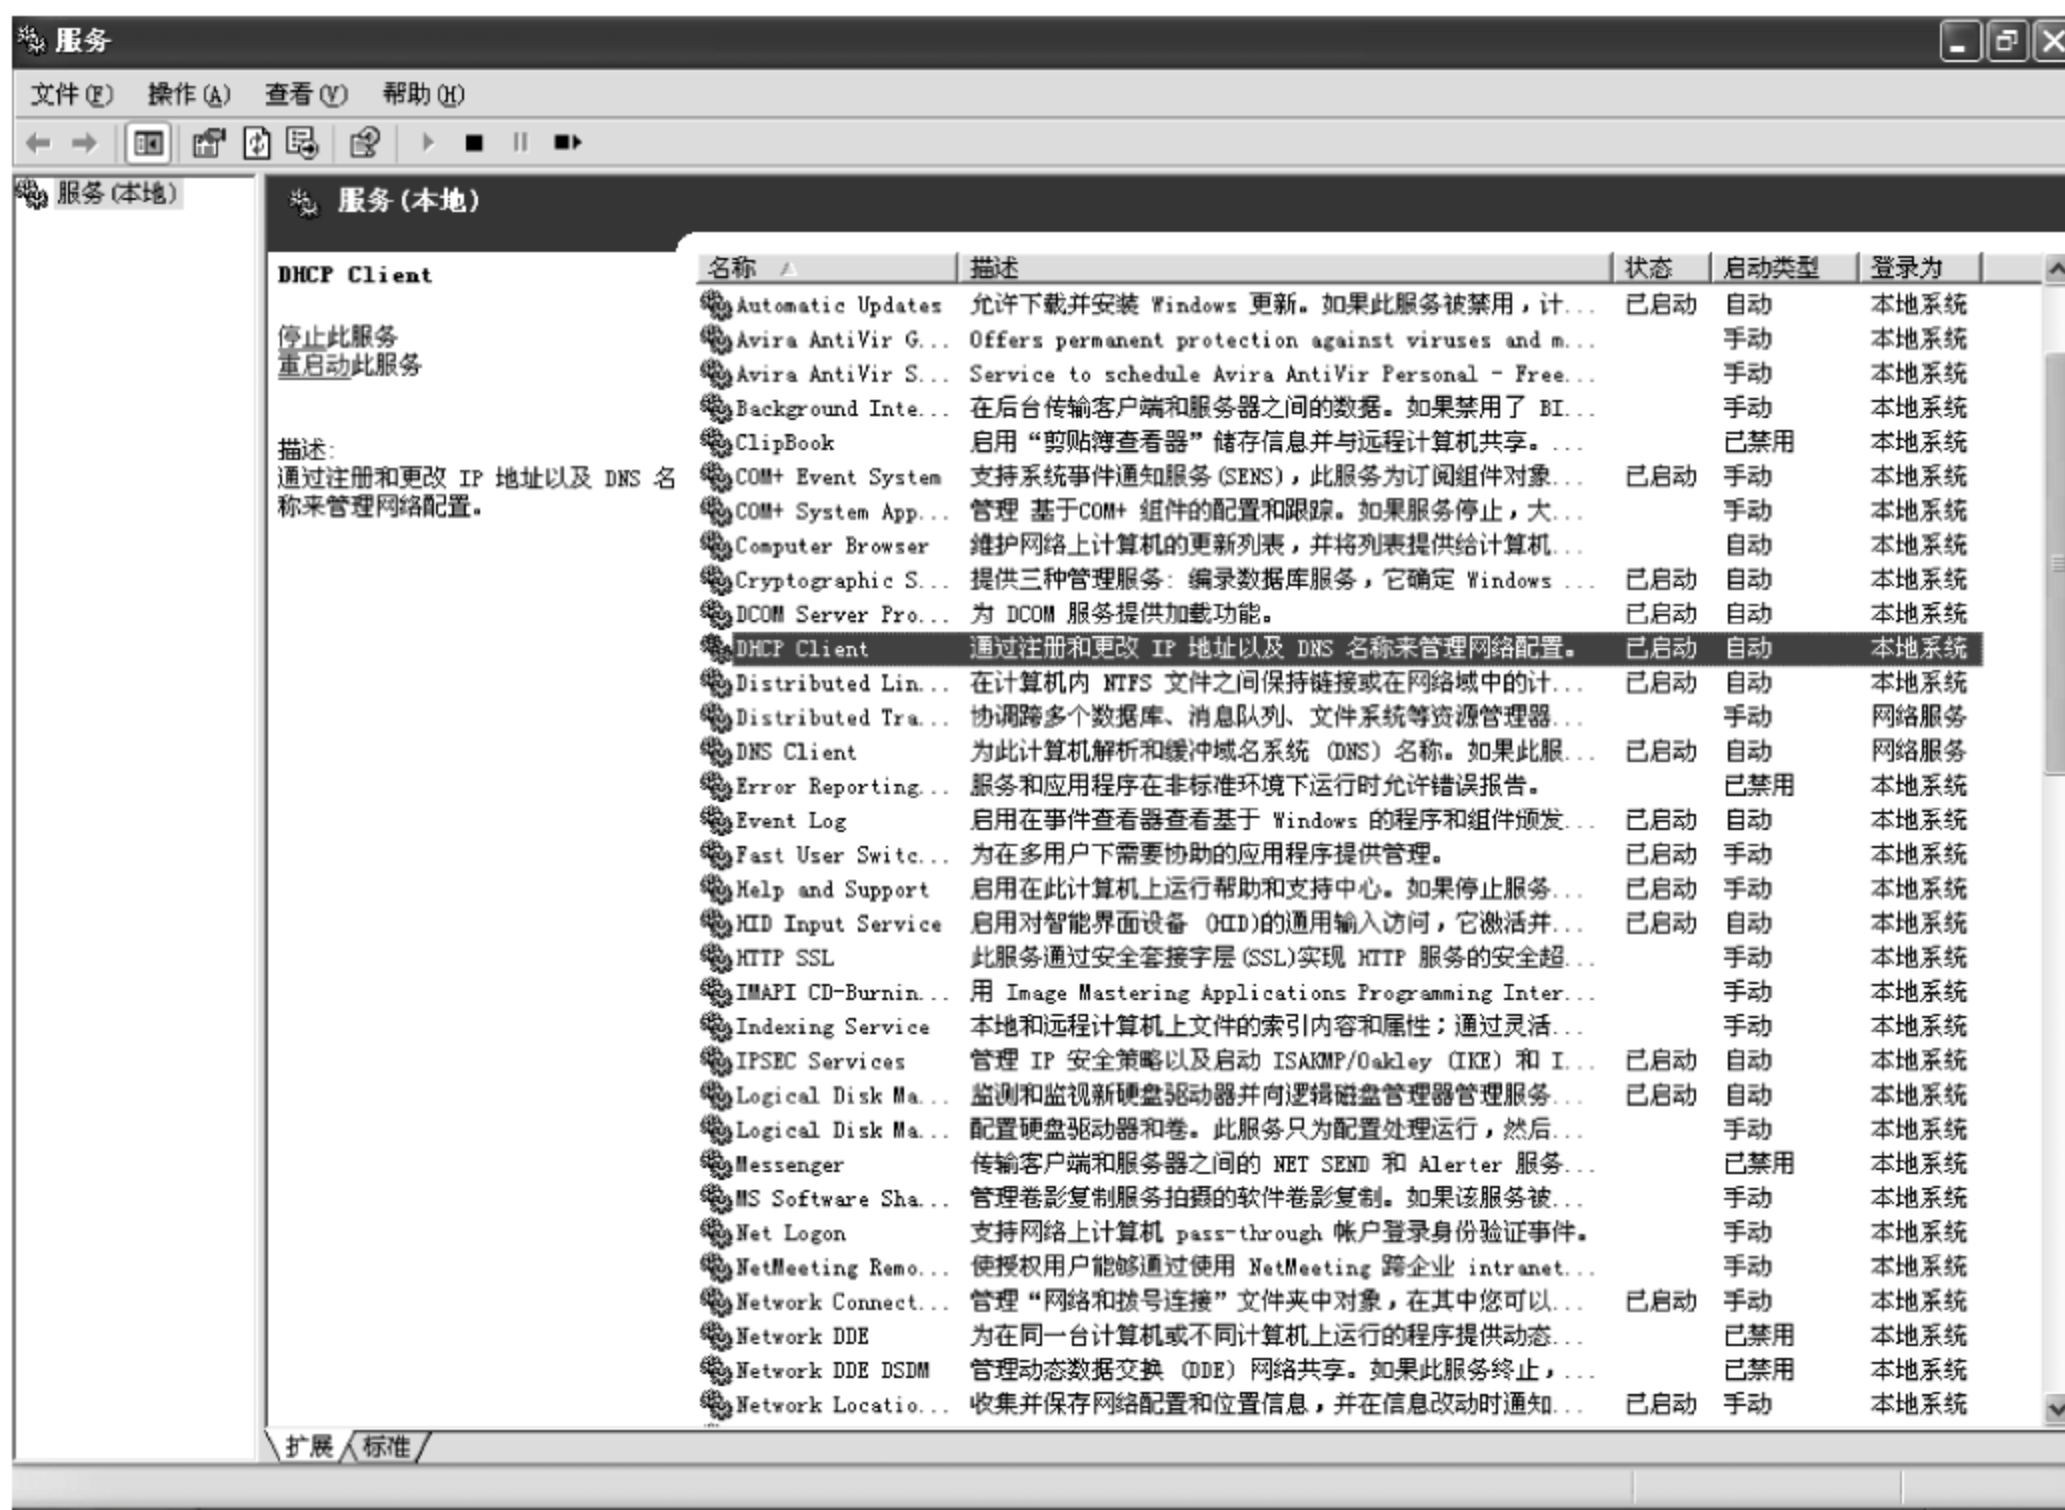 服务
文件(F) 操作(A) 查看(V) 帮助(H)
服务(本地)
服务(本地)
DHCP Client
停止此服务
重启动此服务
描述:
通过注册和更改 IP 地址以及 DNS 名
称来管理网络配置。
名称 描述 状态 启动类型 登录为
Automatic Updates 允许下载并安装 Windows 更新。如果此服务被禁用，计... 已启动 自动 本地系统
Avira AntiVir G... Offers permanent protection against viruses and m... 手动 本地系统
Avira AntiVir S... Service to schedule Avira AntiVir Personal - Free... 手动 本地系统
Background Inte... 在后台传输客户端和服务器之间的数据。如果禁用了 BI... 手动 本地系统
ClipBook 启用“剪贴簿查看器”储存信息并与远程计算机共享。... 已禁用 本地系统
COM+ Event System 支持系统事件通知服务(SENS)，此服务为订阅组件对象... 已启动 手动 本地系统
COM+ System App... 管理 基于COM+ 组件的配置和跟踪。如果服务停止，大... 手动 本地系统
Computer Browser 维护网络上计算机的更新列表，并将列表提供给计算机... 自动 本地系统
Cryptographic S... 提供三种管理服务: 编录数据库服务，它确定 Windows ... 已启动 自动 本地系统
DCOM Server Pro... 为 DCOM 服务提供加载功能。 已启动 自动 本地系统
DHCP Client 通过注册和更改 IP 地址以及 DNS 名称来管理网络配置。 已启动 自动 本地系统
Distributed Lin... 在计算机内 NTFS 文件之间保持链接或在网络域中的计... 已启动 自动 本地系统
Distributed Tra... 协调跨多个数据库、消息队列、文件系统等资源管理器... 手动 网络服务
DNS Client 为此计算机解析和缓冲域名系统 (DNS) 名称。如果此服... 已启动 自动 网络服务
Error Reporting... 服务和应用程序在非标准环境下运行时允许错误报告。 已禁用 本地系统
Event Log 启用在事件查看器查看基于 Windows 的程序和组件颁发... 已启动 自动 本地系统
Fast User Switc... 为在多用户下需要协助的应用程序提供管理。 已启动 手动 本地系统
Help and Support 启用在此计算机上运行帮助和支持中心。如果停止服务... 已启动 手动 本地系统
HID Input Service 启用对智能界面设备 (HID)的通用输入访问，它激活并... 已启动 自动 本地系统
HTTP SSL 此服务通过安全套接字层(SSL)实现 HTTP 服务的安全超... 手动 本地系统
IMAPI CD-Burnin... 用 Image Mastering Applications Programming Inter... 手动 本地系统
Indexing Service 本地和远程计算机上文件的索引内容和属性；通过灵活... 手动 本地系统
IPSEC Services 管理 IP 安全策略以及启动 ISAKMP/Oakley (IKE) 和 I... 已启动 自动 本地系统
Logical Disk Ma... 监测和监视新硬盘驱动器并向逻辑磁盘管理器管理服务... 已启动 自动 本地系统
Logical Disk Ma... 配置硬盘驱动器和卷。此服务只为配置处理运行，然后... 手动 本地系统
Messenger 传输客户端和服务器之间的 NET SEND 和 Alerter 服务... 已禁用 本地系统
MS Software Sha... 管理卷影复制服务拍摄的软件卷影复制。如果该服务被... 手动 本地系统
Net Logon 支持网络上计算机 pass-through 帐户登录身份验证事件。 手动 本地系统
NetMeeting Remo... 使授权用户能够通过使用 NetMeeting 跨企业 intranet... 手动 本地系统
Network Connect... 管理“网络和拨号连接”文件夹中对象，在其中您可以... 已启动 手动 本地系统
Network DDE 为在同一台计算机或不同计算机上运行的程序提供动态... 已禁用 本地系统
Network DDE DSDM 管理动态数据交换 (DDE) 网络共享。如果此服务终止，... 已禁用 本地系统
Network Locatio... 收集并保存网络配置和位置信息，并在信息改动时通知... 已启动 手动 本地系统
扩展 标准